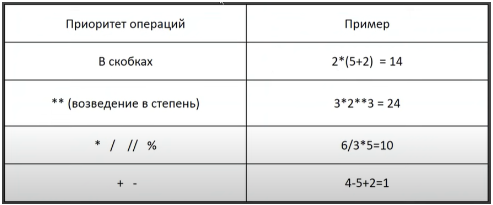 Приоритет операций Пример
В скобках 2*(5+2) = 14
** (возведение в степень) 3*2**3 = 24
* / // % 6/3*5=10
+ - 4-5+2=1